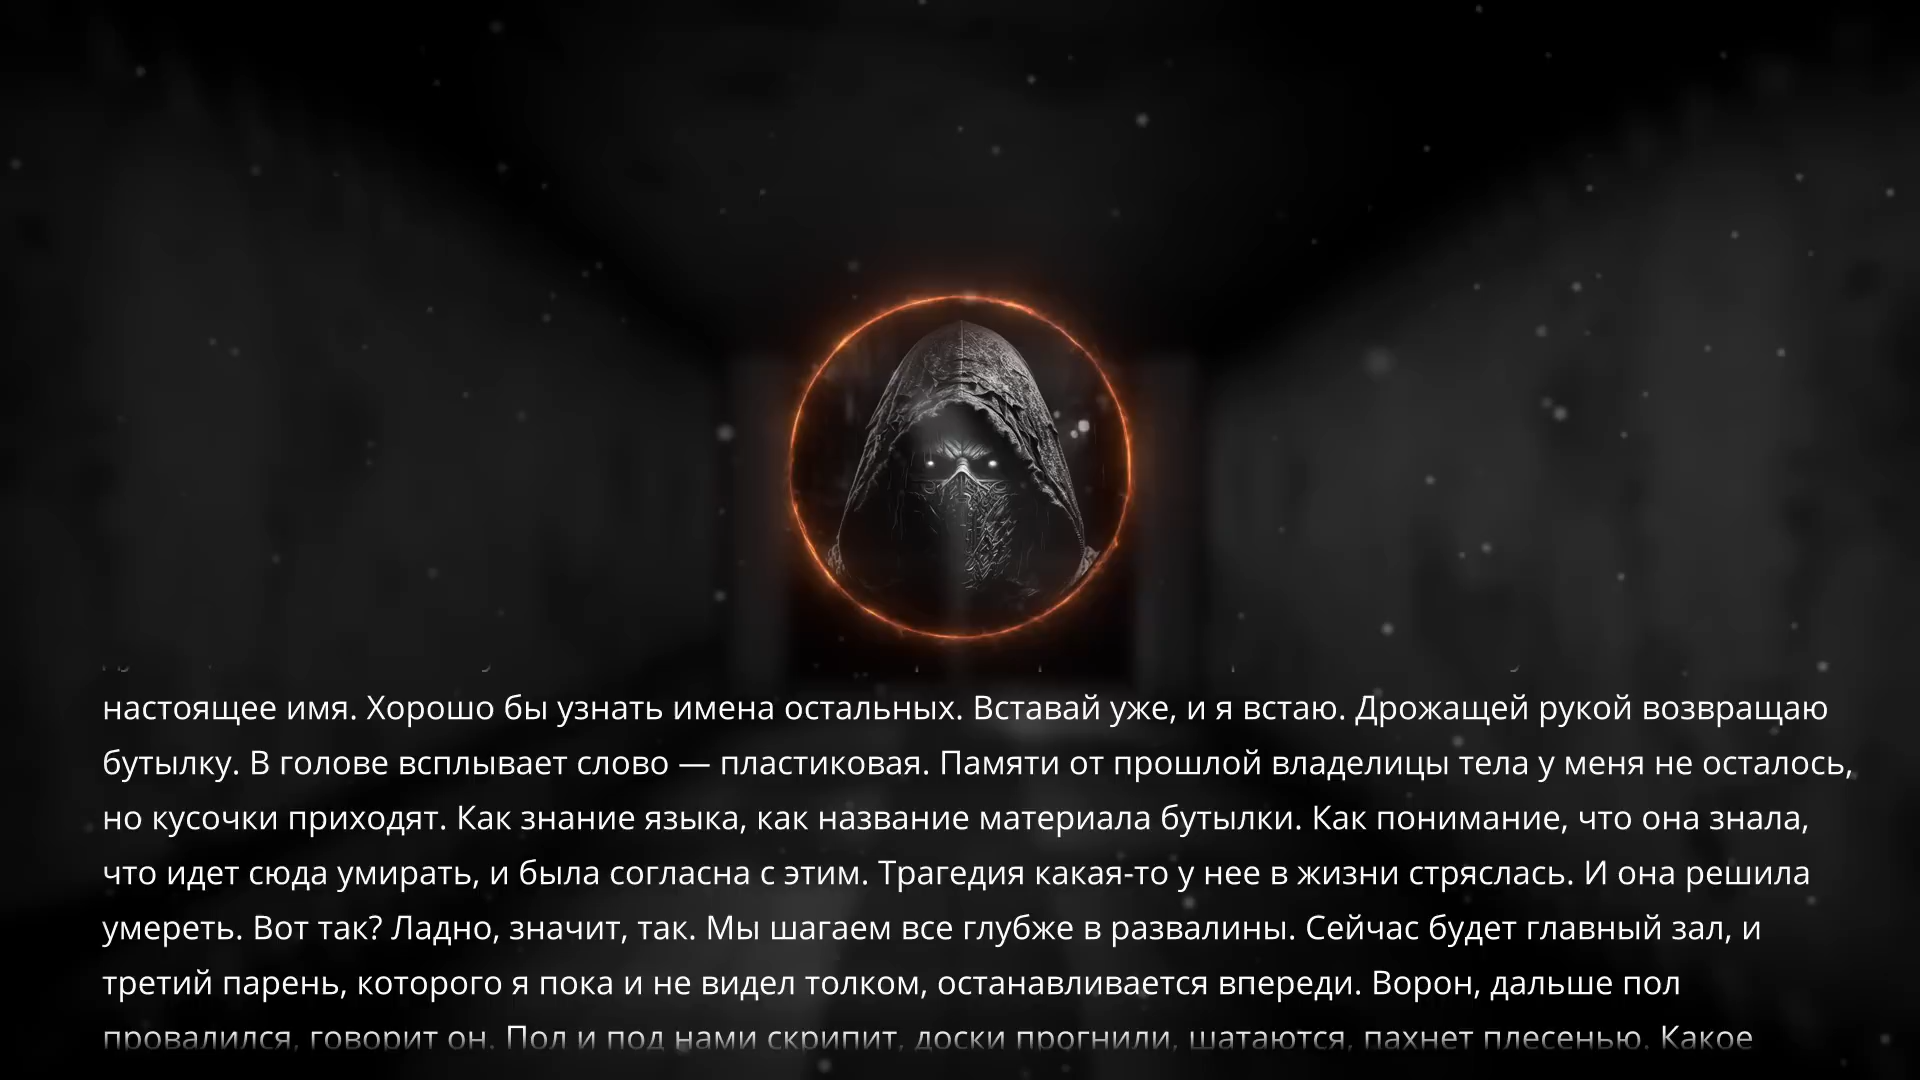 настоящее имя. Хорошо бы узнать имена остальных. Вставай уже, и я встаю. Дрожащей рукой возвращаю
бутылку. В голове всплывает слово — пластиковая. Памяти от прошлой владелицы тела у меня не осталось,
но кусочки приходят. Как знание языка, как название материала бутылки. Как понимание, что она знала,
что идет сюда умирать, и была согласна с этим. Трагедия какая-то у нее в жизни стряслась. И она решила
умереть. Вот так? Ладно, значит, так. Мы шагаем все глубже в развалины. Сейчас будет главный зал, и
третий парень, которого я пока и не видел толком, останавливается впереди. Ворон, дальше пол
провалился, говорит он. Пол и под нами скрипит, доски прогнили, шатаются, пахнет плесенью. Какое